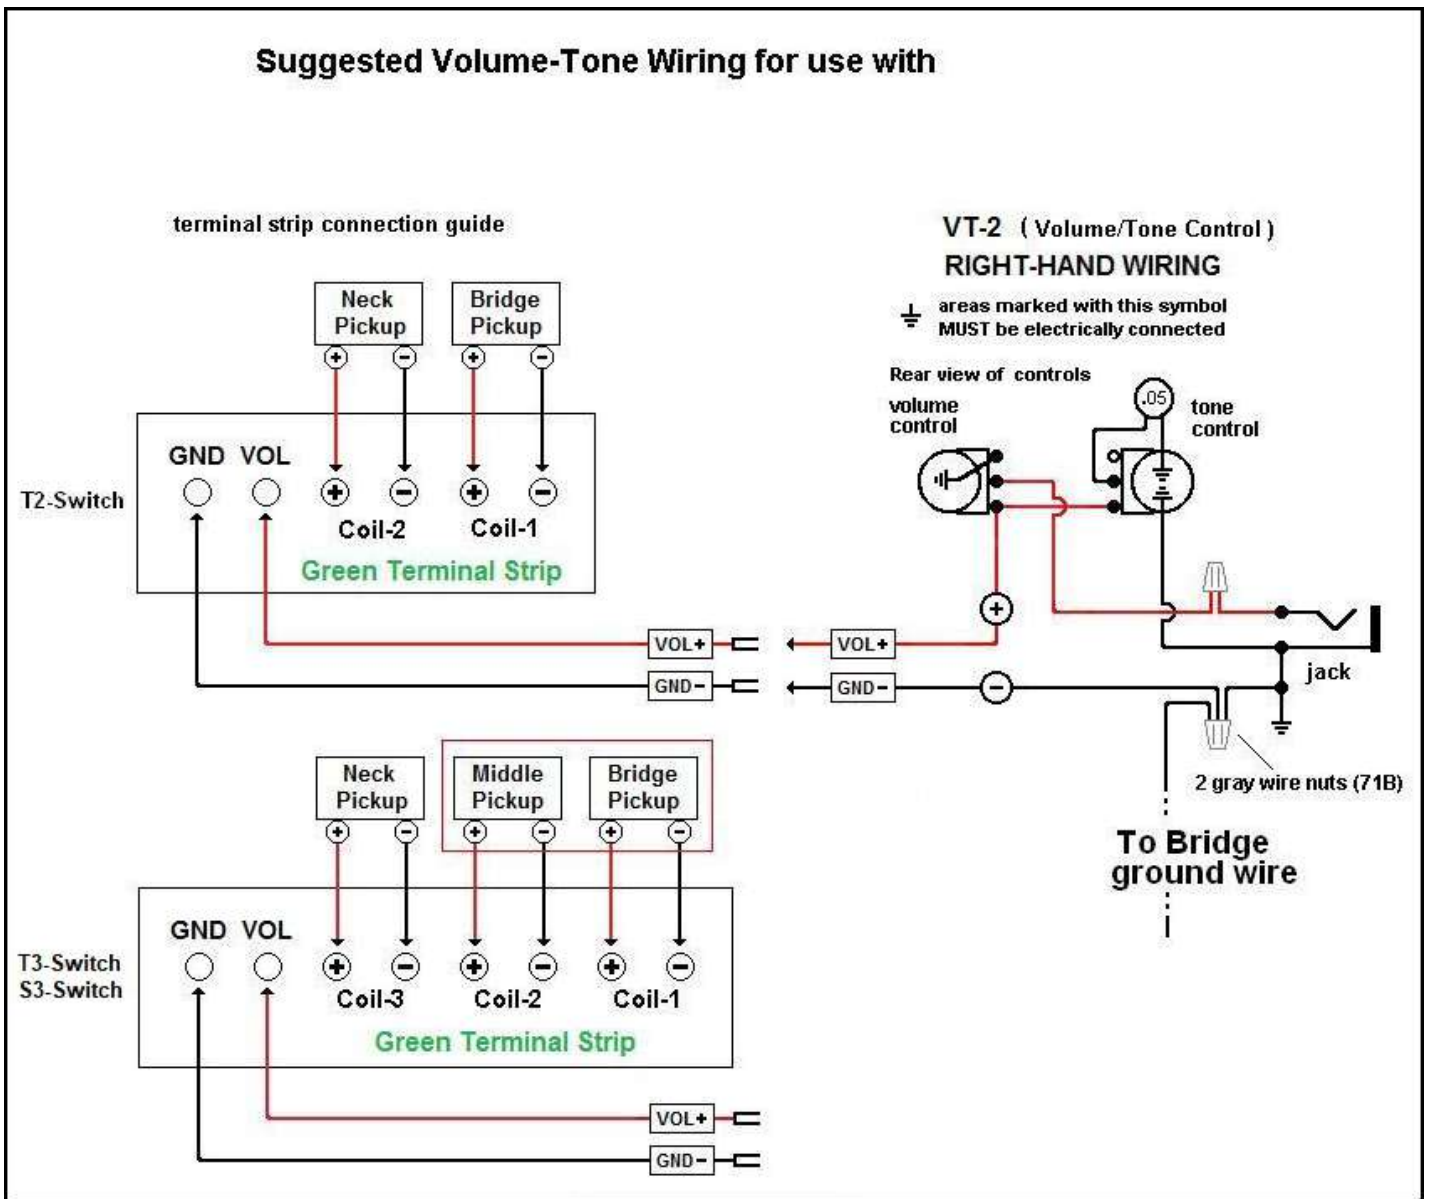 Suggested Volume-Tone Wiring for use with
terminal strip connection guide
Neck
Pickup
Bridge
Pickup
+
−
+
−
GND VOL
+
−
+
−
Coil-2
Coil-1
Green Terminal Strip
T2-Switch
VOL+
GND−
VT-2 ( Volume/Tone Control )
RIGHT-HAND WIRING
areas marked with this symbol
MUST be electrically connected
Rear view of controls
volume
control
.05
tone
control
+
VOL+
GND−
−
jack
2 gray wire nuts (71B)
To Bridge
ground wire
Neck
Pickup
Middle
Pickup
Bridge
Pickup
+
−
+
−
+
−
GND VOL
+
−
+
−
+
−
Coil-3
Coil-2
Coil-1
Green Terminal Strip
T3-Switch
S3-Switch
VOL+
GND−